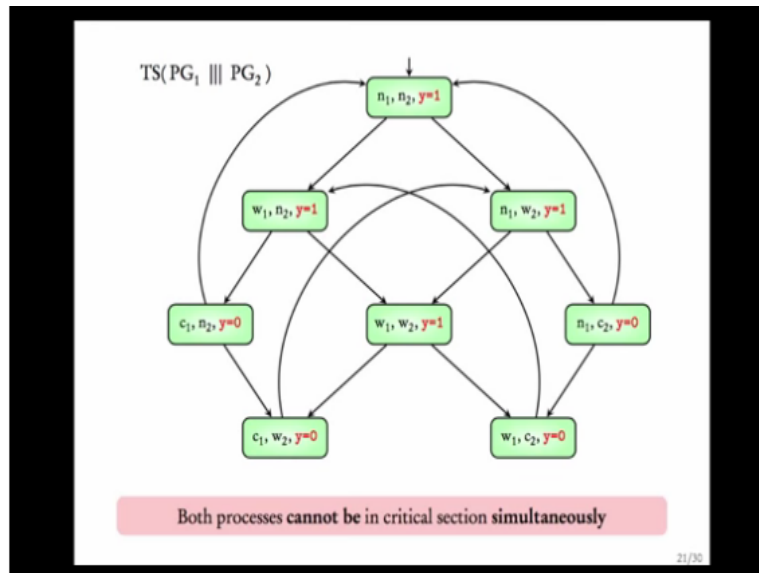 TS(PG₁ ||| PG₂)
n₁, n₂, y=1
w₁, n₂, y=1
n₁, w₂, y=1
c₁, n₂, y=0
w₁, w₂, y=1
n₁, c₂, y=0
c₁, w₂, y=0
w₁, c₂, y=0
Both processes cannot be in critical section simultaneously
21/30